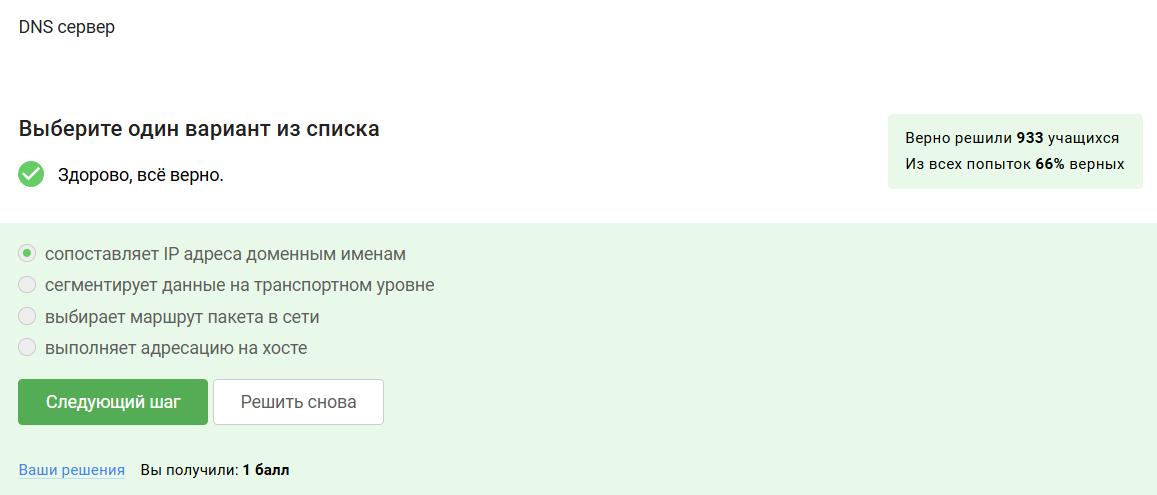 DNS сервер
Выберите один вариант из списка
Здорово, всё верно.
Верно решили 933 учащихся
Из всех попыток 66% верных
сопоставляет IP адреса доменным именам
сегментирует данные на транспортном уровне
выбирает маршрут пакета в сети
выполняет адресацию на хосте
Следующий шаг
Решить снова
Ваши решения
Вы получили: 1 балл